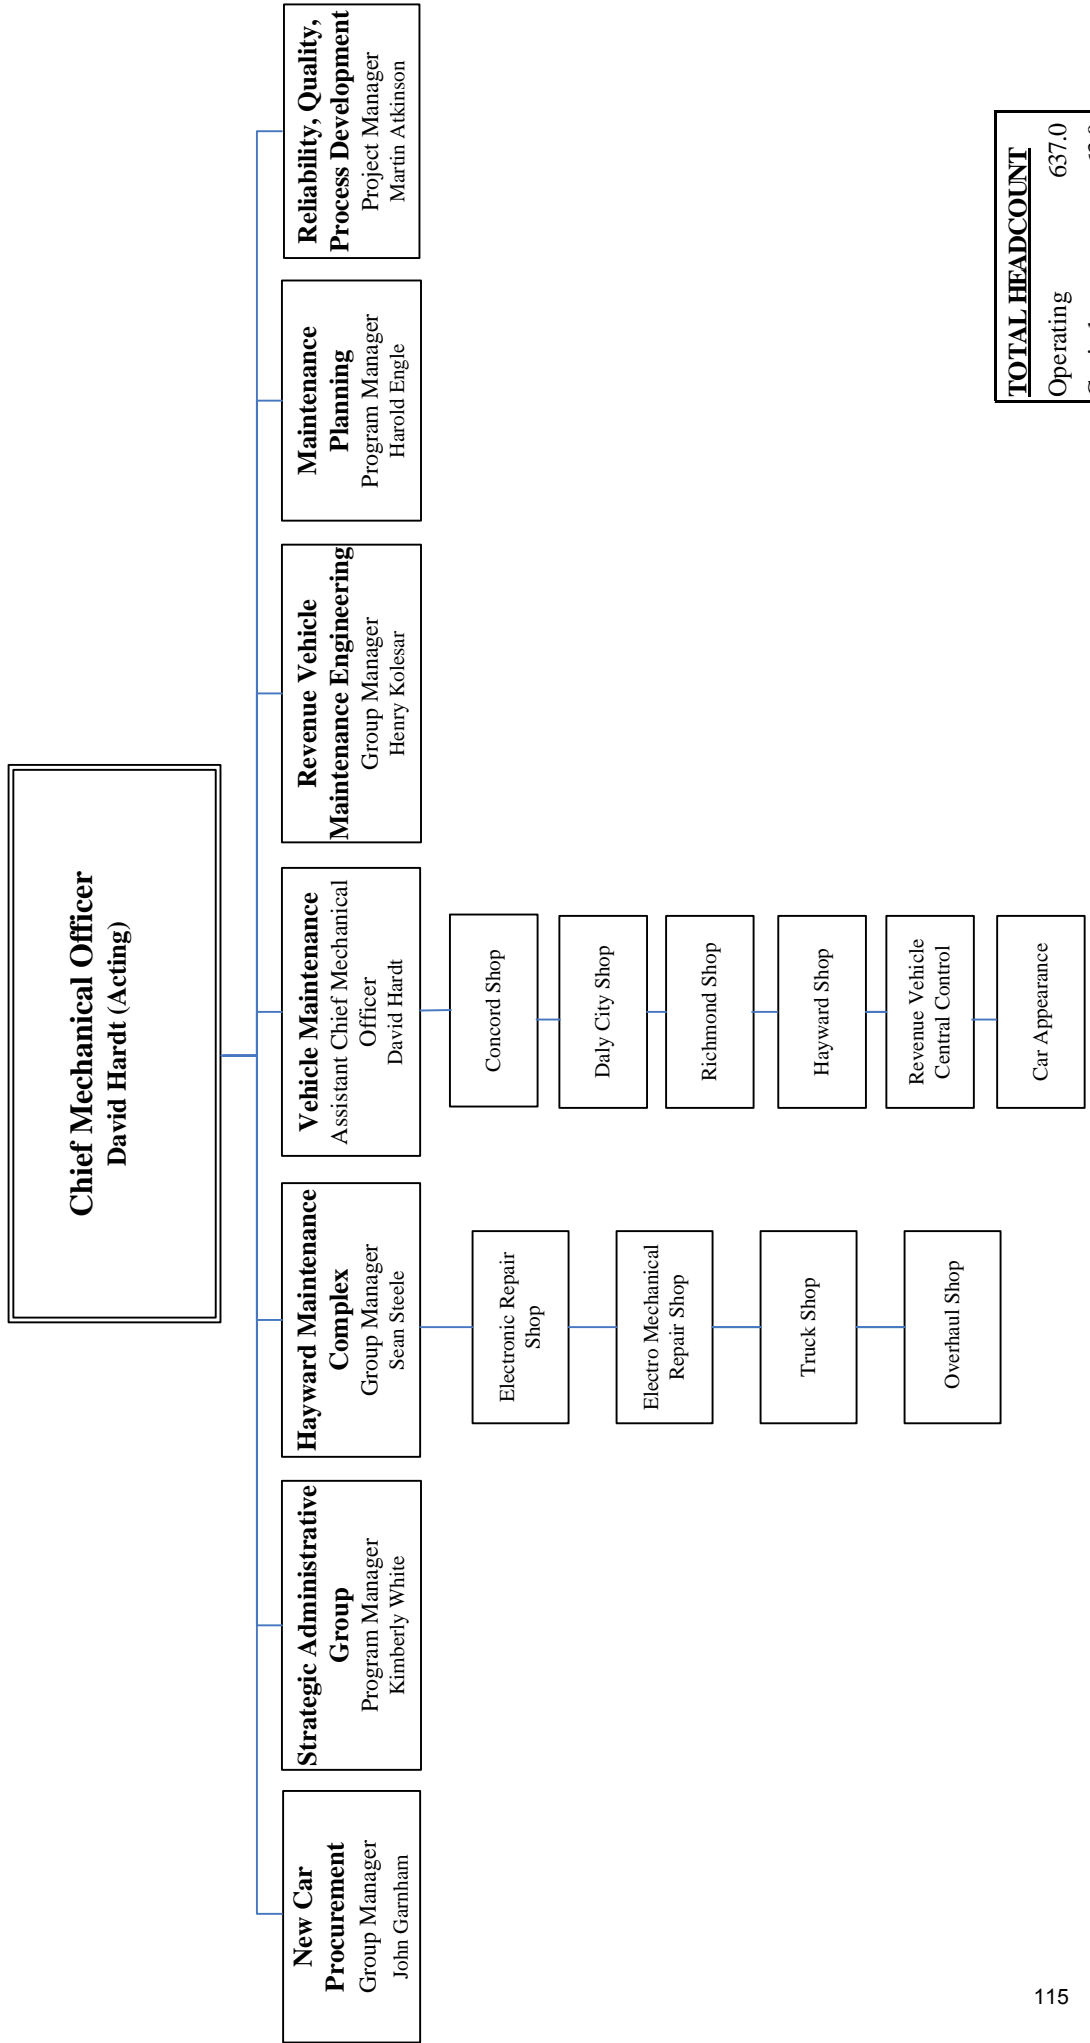 Chief Mechanical Officer
David Hardt (Acting)
New Car
Procurement
Group Manager
John Garnham
Strategic Administrative
Group
Program Manager
Kimberly White
Hayward Maintenance
Complex
Group Manager
Sean Steele
Electronic Repair
Shop
Electro Mechanical
Repair Shop
Truck Shop
Overhaul Shop
Vehicle Maintenance
Assistant Chief Mechanical
Officer
David Hardt
Concord Shop
Daly City Shop
Richmond Shop
Hayward Shop
Revenue Vehicle
Central Control
Car Appearance
Revenue Vehicle
Maintenance Engineering
Group Manager
Henry Kolesar
Maintenance
Planning
Program Manager
Harold Engle
Reliability, Quality,
Process Development
Project Manager
Martin Atkinson
TOTAL HEADCOUNT
Operating 637.0
115